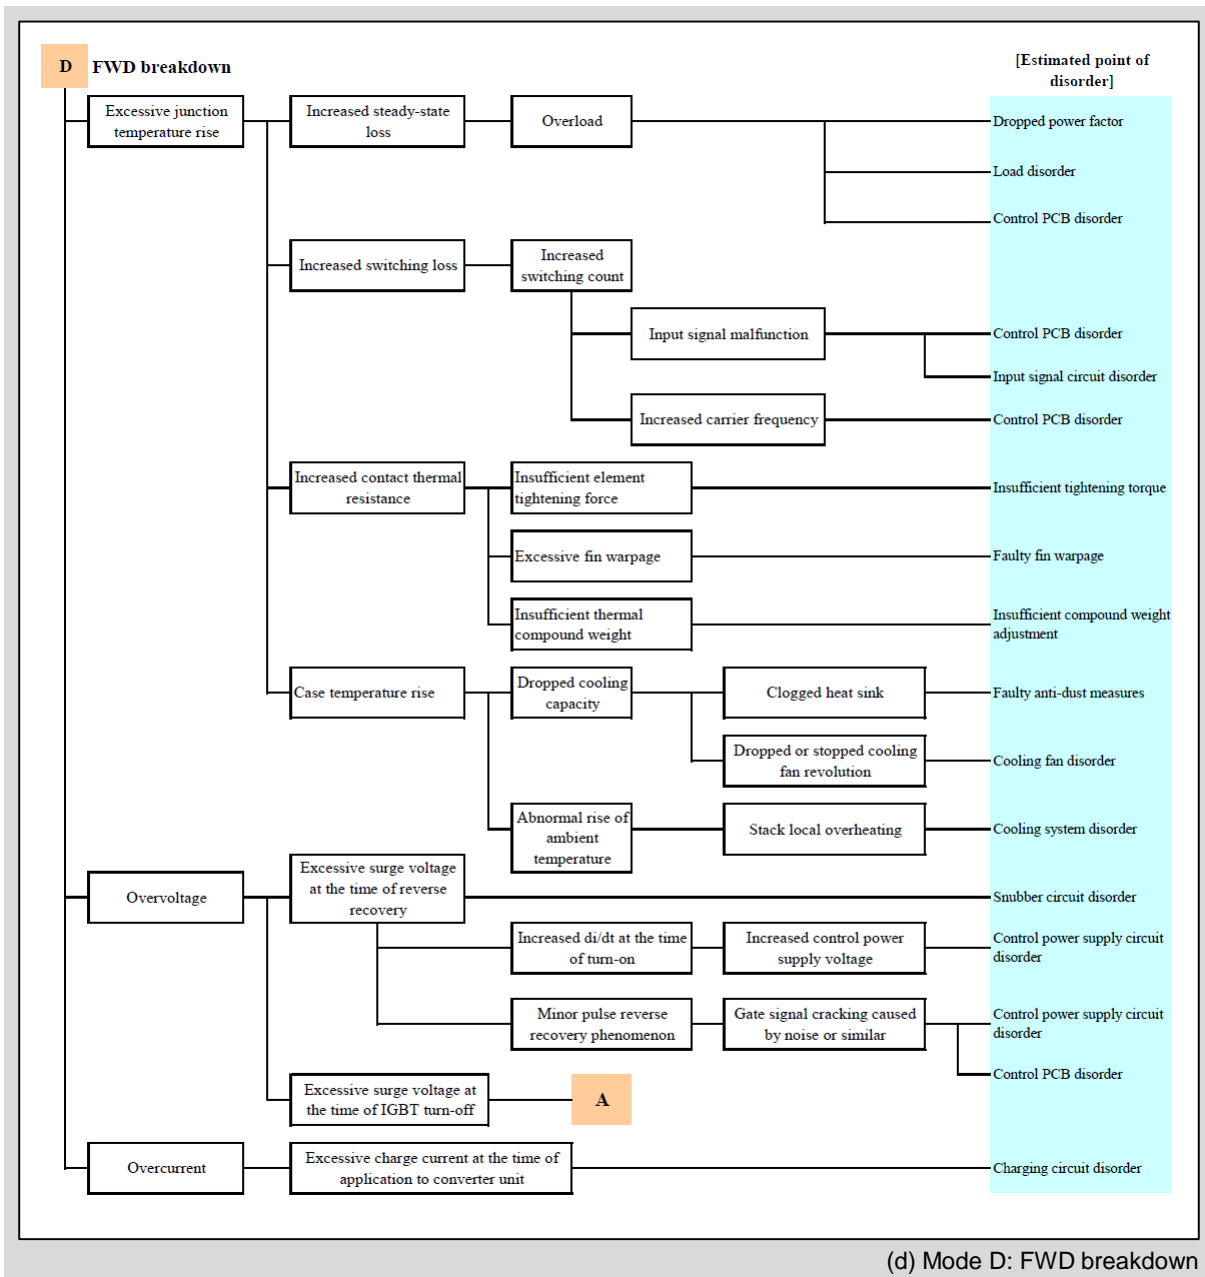 D
FWD breakdown
[Estimated point of
disorder]
Excessive junction
temperature rise
Increased steady-state
loss
Overload
Dropped power factor
Load disorder
Control PCB disorder
Increased switching loss
Increased
switching count
Input signal malfunction
Control PCB disorder
Input signal circuit disorder
Increased carrier frequency
Control PCB disorder
Increased contact thermal
resistance
Insufficient element
tightening force
Insufficient tightening torque
Excessive fin warpage
Faulty fin warpage
Insufficient thermal
compound weight
Insufficient compound weight
adjustment
Case temperature rise
Dropped cooling
capacity
Clogged heat sink
Faulty anti-dust measures
Dropped or stopped cooling
fan revolution
Cooling fan disorder
Abnormal rise of
ambient
temperature
Stack local overheating
Cooling system disorder
Overvoltage
Excessive surge voltage
at the time of reverse
recovery
Snubber circuit disorder
Increased di/dt at the time
of turn-on
Increased control power
supply voltage
Control power supply circuit
disorder
Minor pulse reverse
recovery phenomenon
Gate signal cracking caused
by noise or similar
Control power supply circuit
disorder
Control PCB disorder
Excessive surge voltage at
the time of IGBT turn-off
A
Overcurrent
Excessive charge current at the time of
application to converter unit
Charging circuit disorder
(d) Mode D: FWD breakdown